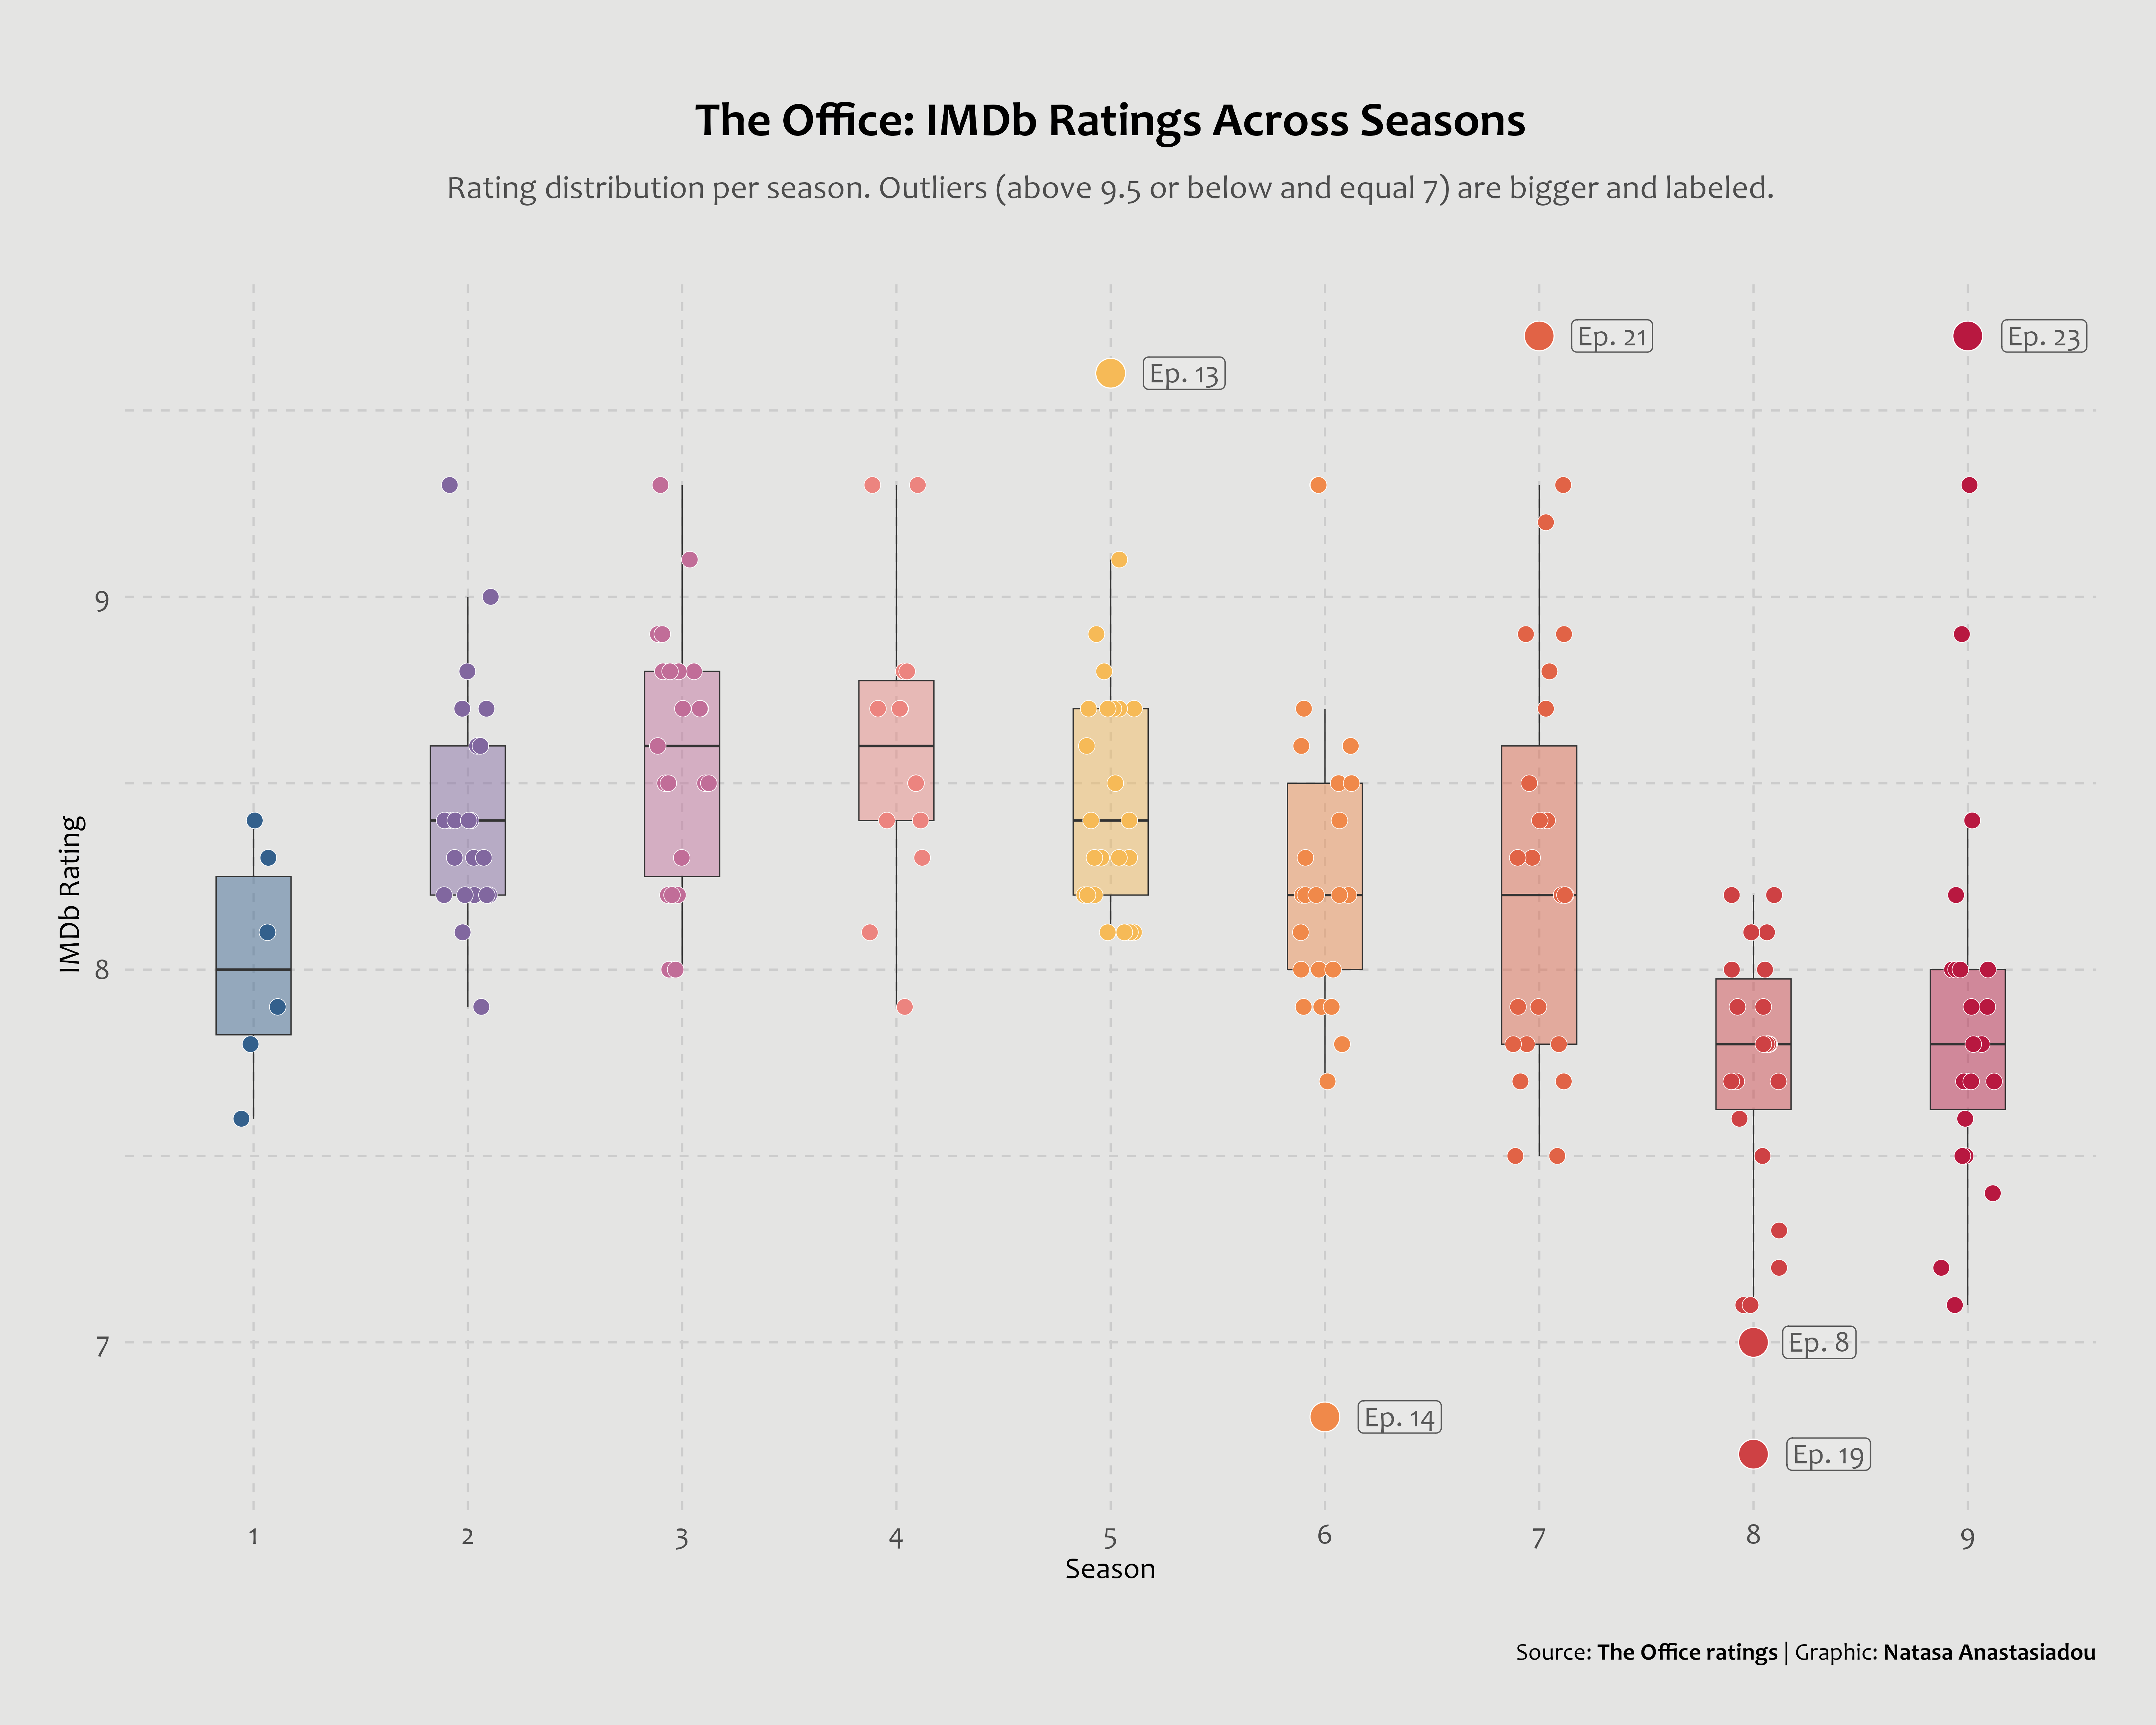 The Office: IMDb Ratings Across Seasons
Rating distribution per season. Outliers (above 9.5 or below and equal 7) are bigger and labeled.
Ep. 21
Ep. 23
Ep. 13
9
IMDb Rating
8
7
Ep. 8
Ep. 14
Ep. 19
1 2 3 4 5 6 7 8 9
Season
Source: The Office ratings | Graphic: Natasa Anastasiadou